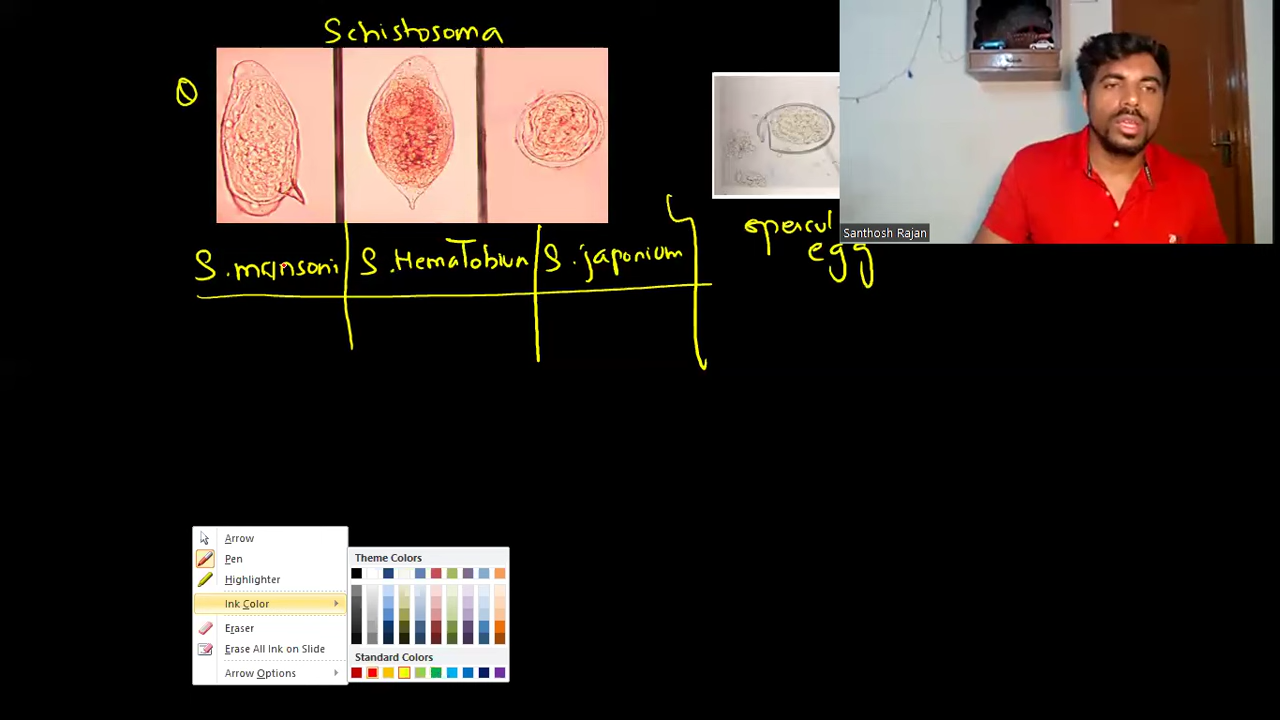 Schistosoma
S.mansoni
S.HemaTobium
S.japonium
opercul
egg
Santhosh Rajan
Arrow
Pen
Highlighter
Ink Color
Eraser
Erase All Ink on Slide
Arrow Options
Theme Colors
Standard Colors